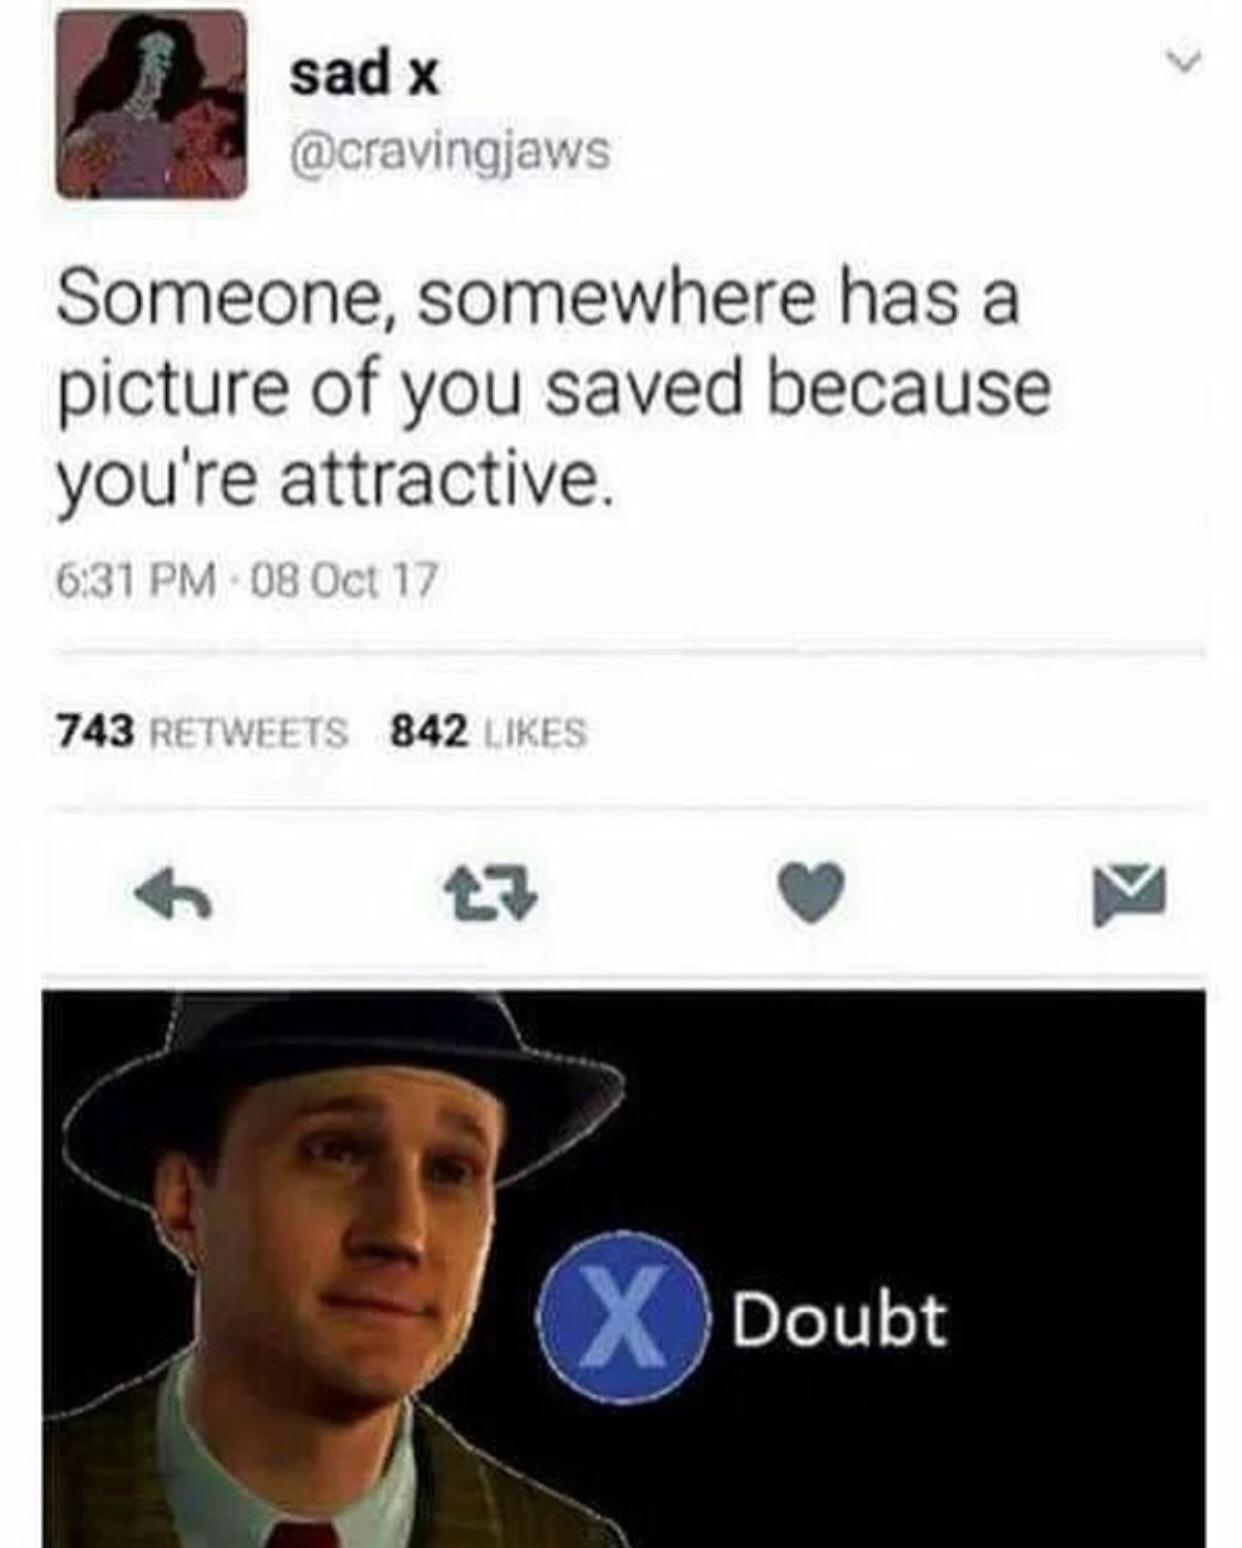 sad x
@cravingjaws
Someone, somewhere has a
picture of you saved because
you're attractive.
6:31 PM · 08 Oct 17
743 RETWEETS 842 LIKES
X Doubt